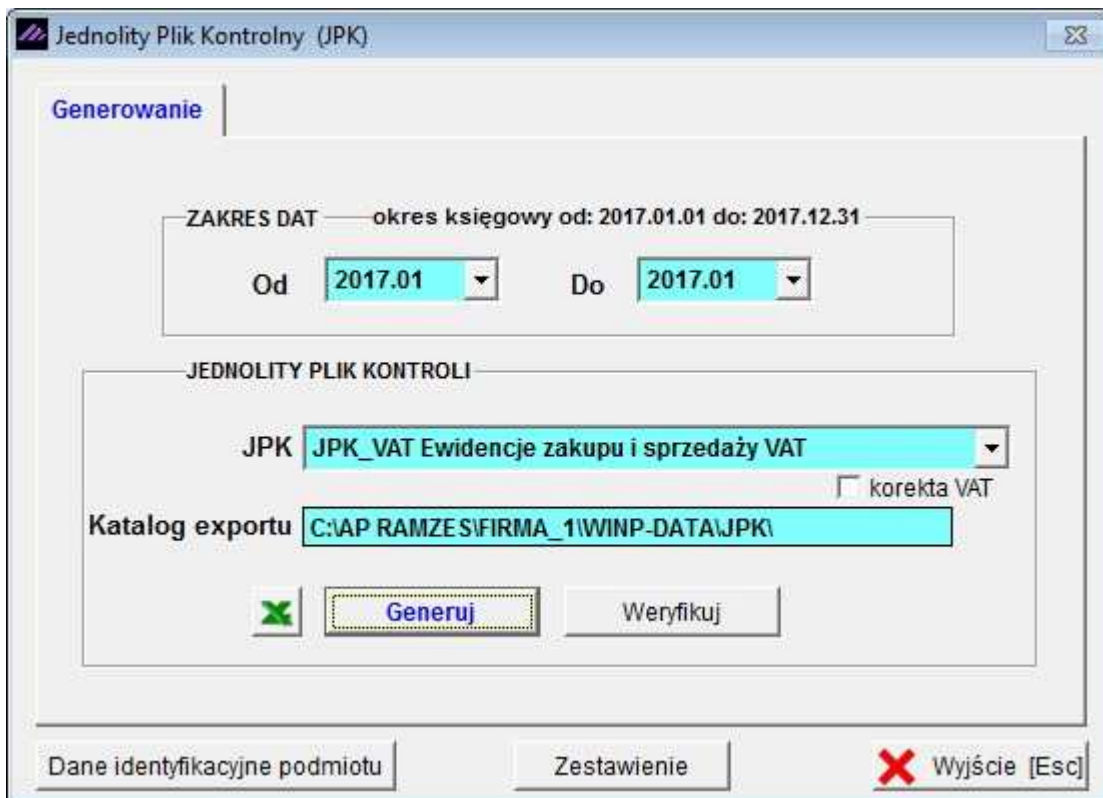 Jednolity Plik Kontrolny (JPK)
Generowanie
ZAKRES DAT okres księgowy od: 2017.01.01 do: 2017.12.31
Od 2017.01 Do 2017.01
JEDNOLITY PLIK KONTROLI
JPK JPK_VAT Ewidencje zakupu i sprzedaży VAT
korekta VAT
Katalog exportu C:\AP RAMZES\FIRMA_1\WINP-DATA\JPK\
Generuj Weryfikuj
Dane identyfikacyjne podmiotu Zestawienie Wyjście [Esc]